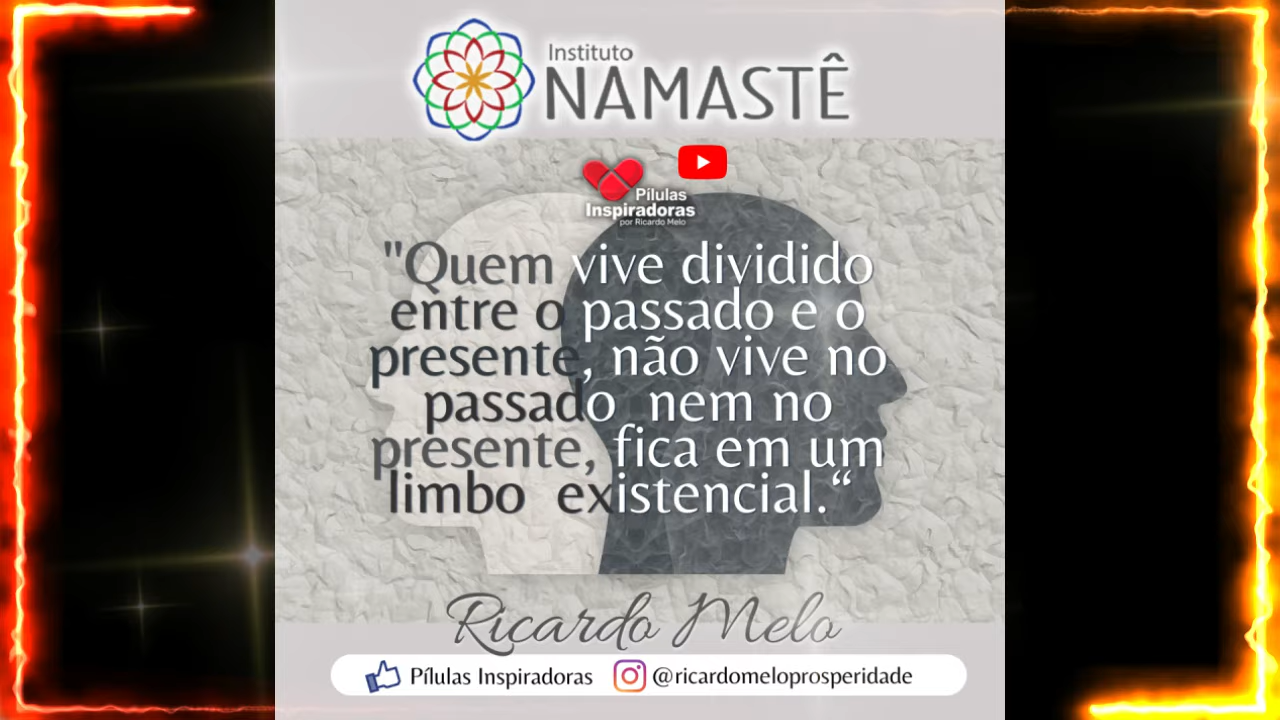 Instituto
NAMASTÊ
Pílulas
Inspiradoras
por Ricardo Melo
"Quem vive dividido
entre o passado e o
presente, não vive no
passado nem no
presente, fica em um
limbo existencial.“
Ricardo Melo
Pílulas Inspiradoras @ricardomeloprosperidade